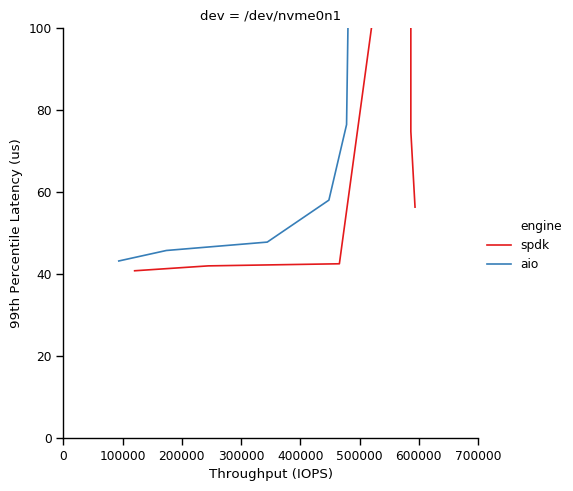 dev = /dev/nvme0n1
99th Percentile Latency (us)
100
80
60
40
20
0
0 100000 200000 300000 400000 500000 600000 700000
Throughput (IOPS)
engine
spdk
aio